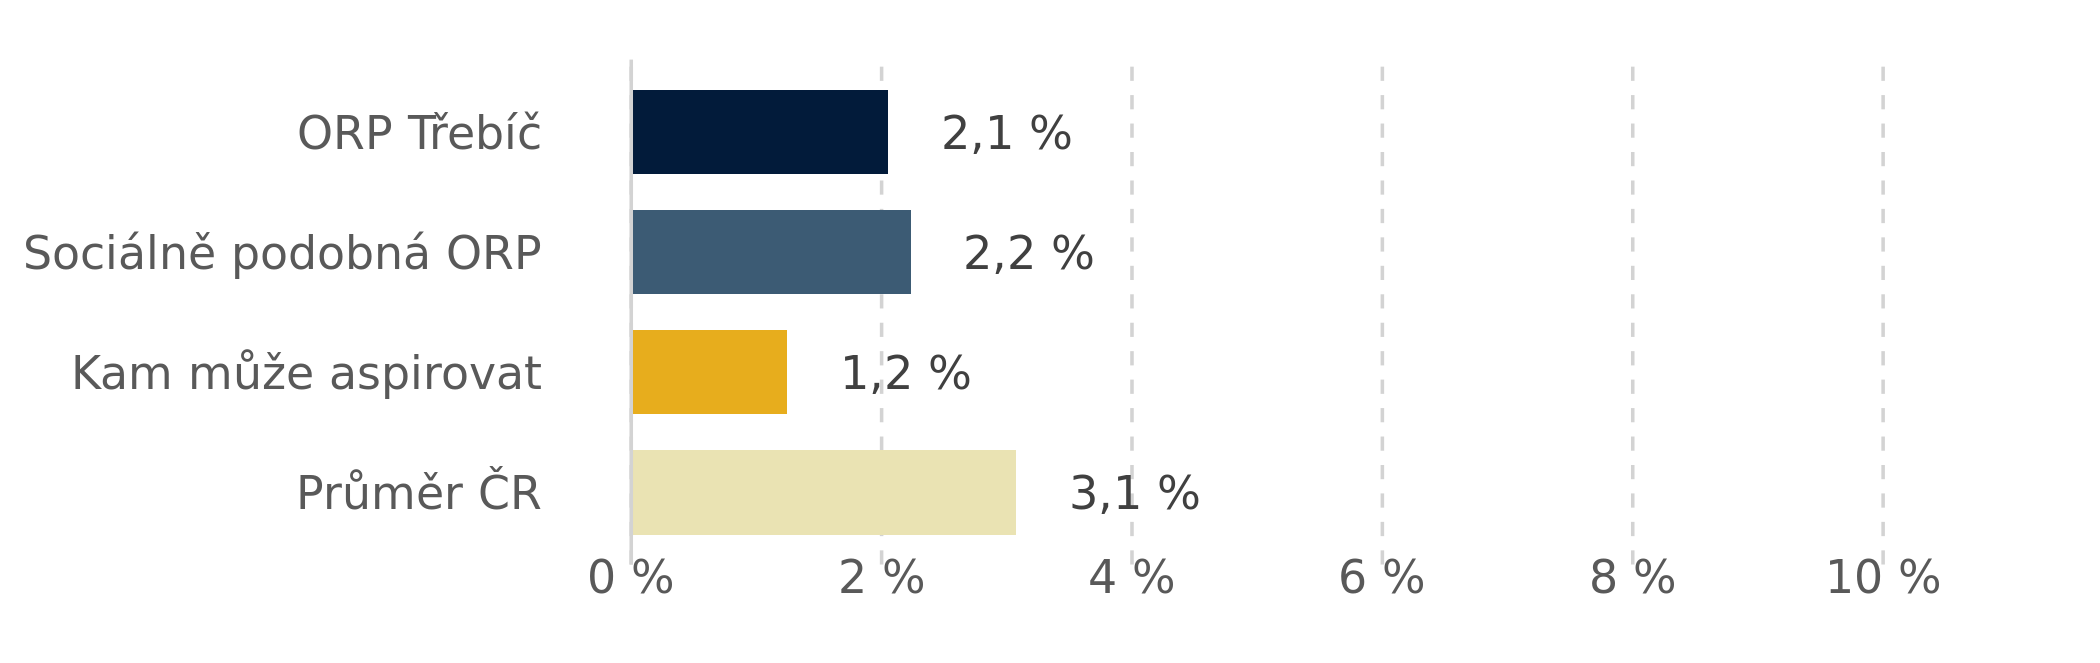 ORP Třebíč
2,1 %
Sociálně podobná ORP
2,2 %
Kam může aspirovat
1,2 %
Průměr ČR
3,1 %
0 % 2 % 4 % 6 % 8 % 10 %